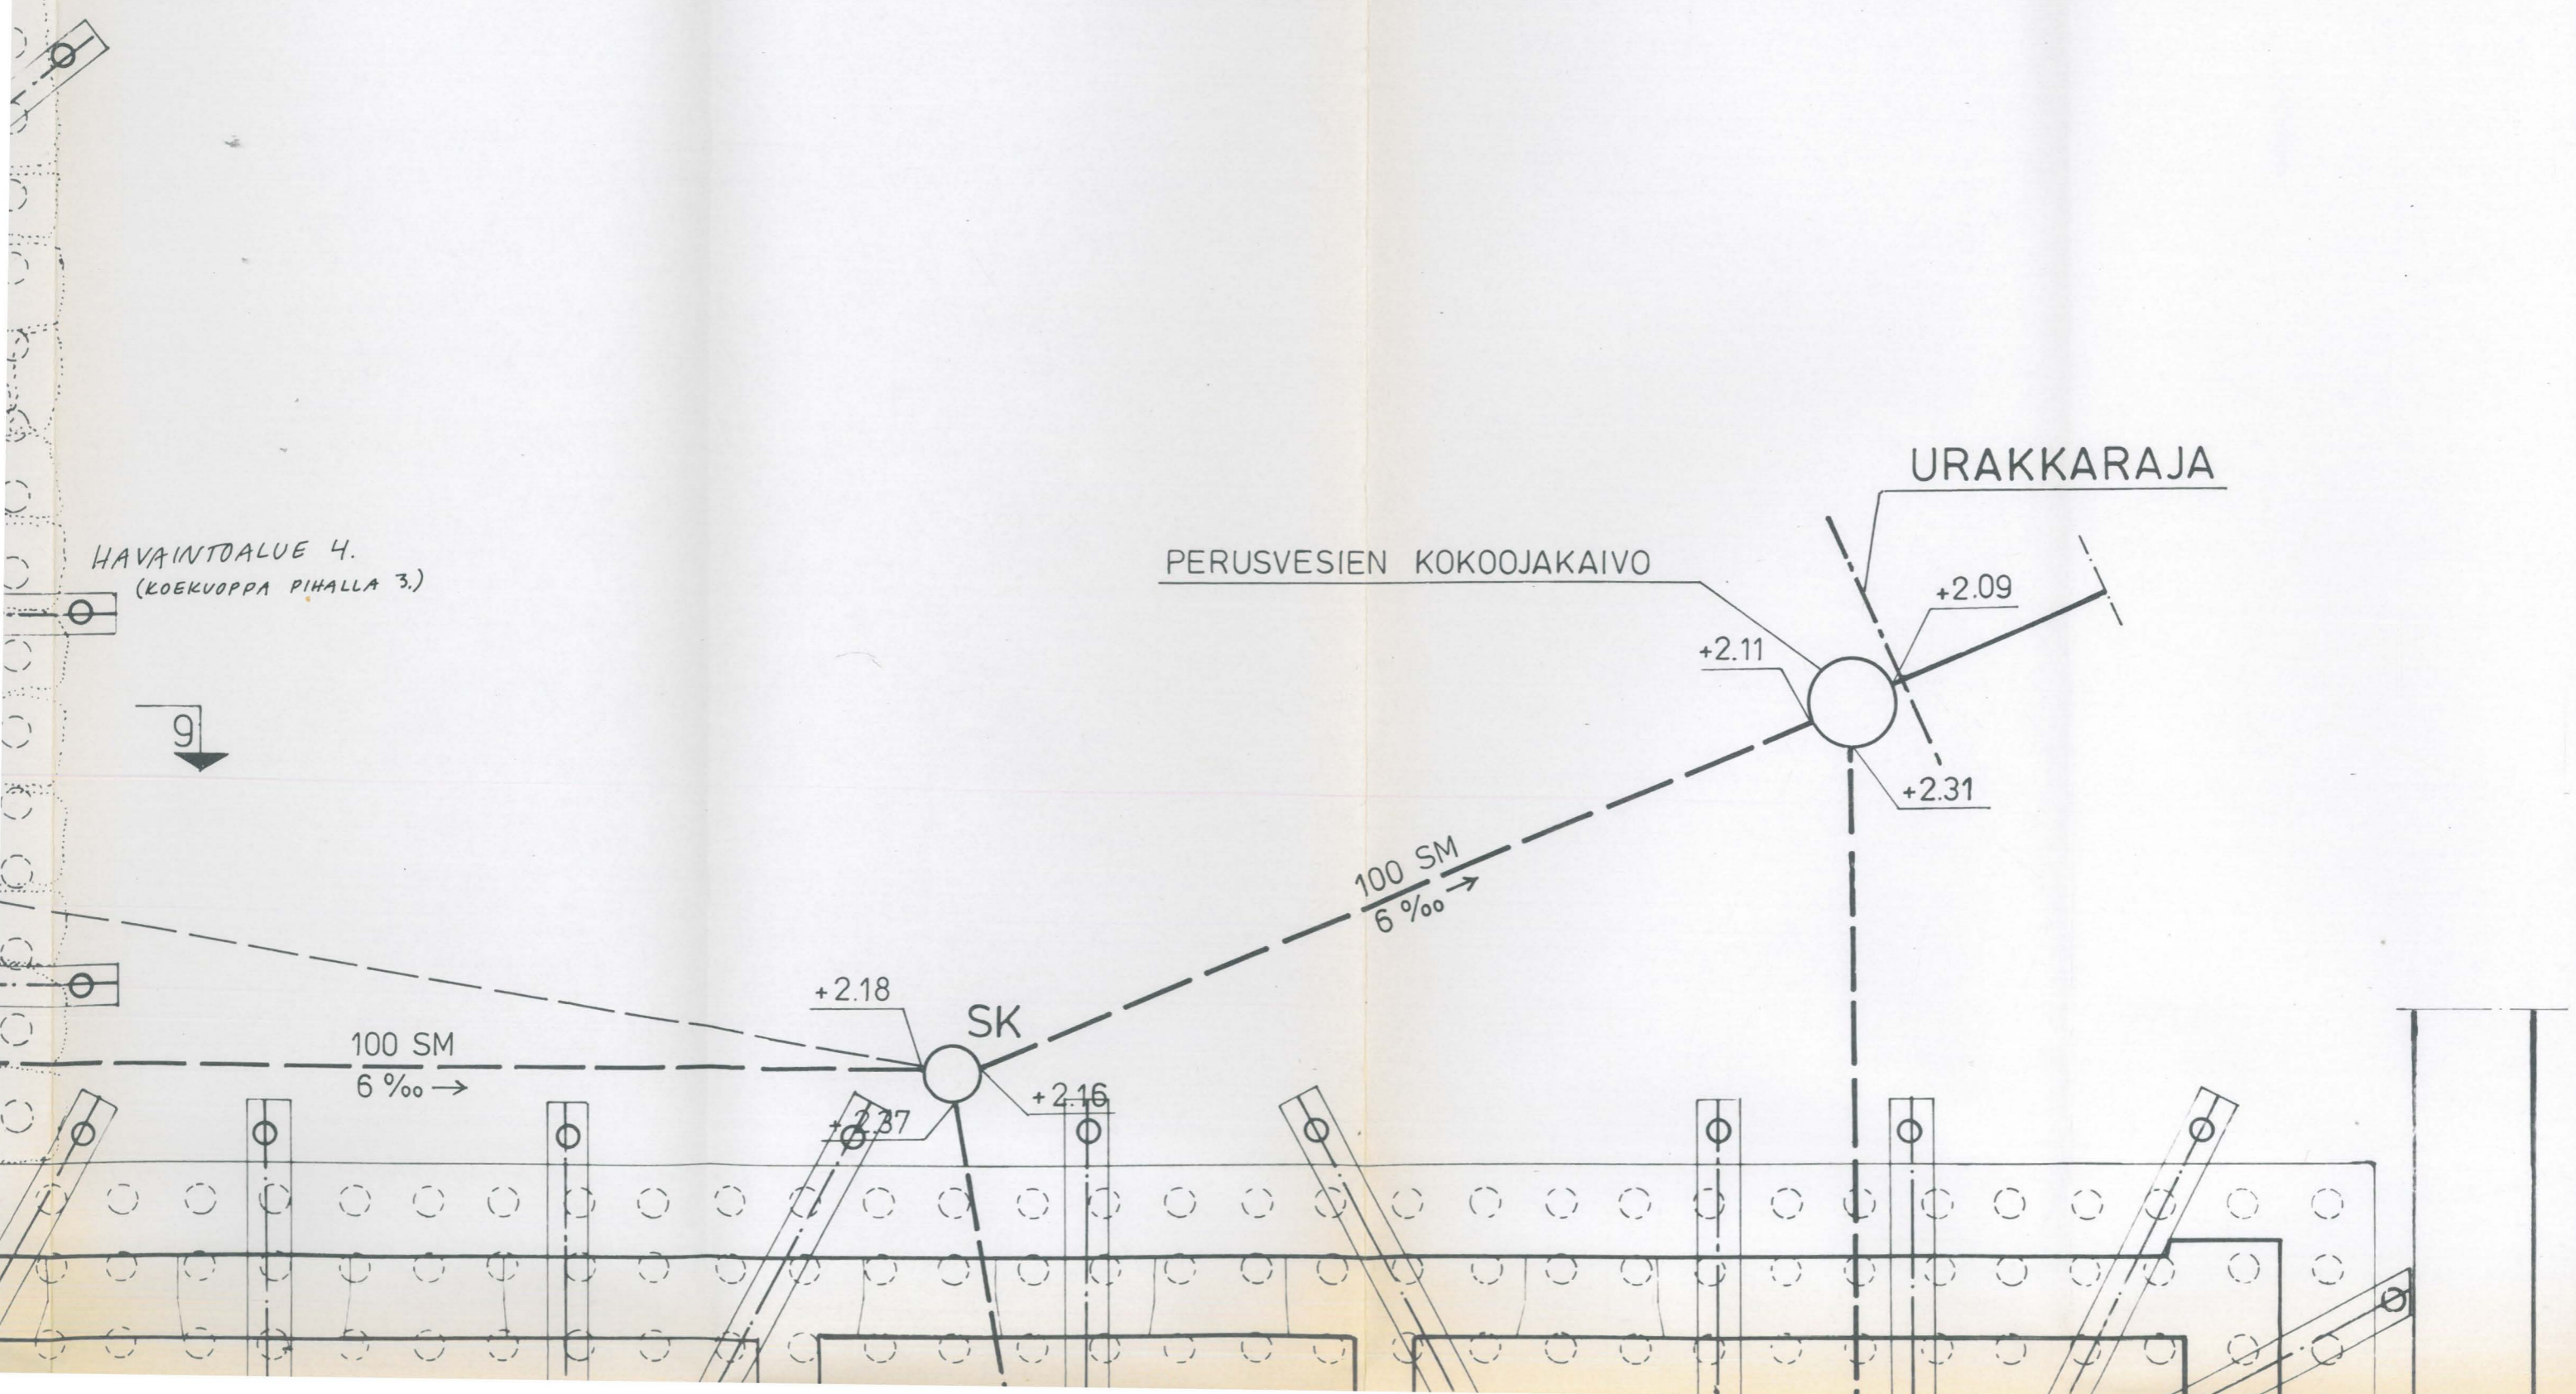 URAKKARAJA
HAVAINTOALUE 4.
(KOEKUOPPA PIHALLA 3.)
PERUSVESIEN KOKOOJAKAIVO
+2.09
+2.11
9
+2.31
100 SM
6 ‰
+2.18
SK
100 SM
6 ‰
+2.16
+2.37